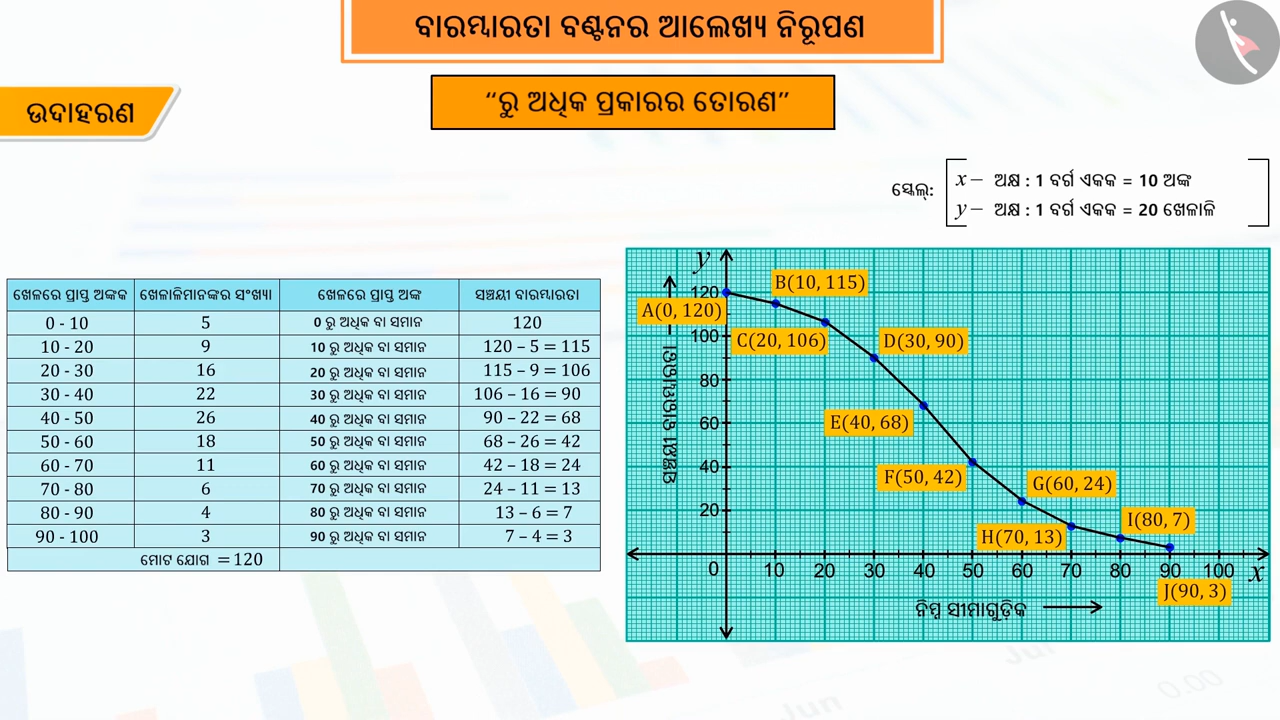 ବାରମ୍ବାରତା ବଣ୍ଟନର ଆଲେଖ୍ୟ ନିରୂପଣ
“ରୁ ଅଧିକ ପ୍ରକାରର ତୋରଣ”
ଉଦାହରଣ
ସ୍କେଲ୍:
x – ଅକ୍ଷ : 1 ବର୍ଗ ଏକକ = 10 ଅଙ୍କ
y – ଅକ୍ଷ : 1 ବର୍ଗ ଏକକ = 20 ଖେଳାଳି
ଖେଳରେ ପ୍ରାପ୍ତ ଅଙ୍କକ ଖେଳାଳିମାନଙ୍କର ସଂଖ୍ୟା ଖେଳରେ ପ୍ରାପ୍ତ ଅଙ୍କ ସଞ୍ଚୟୀ ବାରମ୍ବାରତା
0 - 10 5 0 ରୁ ଅଧିକ ବା ସମାନ 120
10 - 20 9 10 ରୁ ଅଧିକ ବା ସମାନ 120 – 5 = 115
20 - 30 16 20 ରୁ ଅଧିକ ବା ସମାନ 115 – 9 = 106
30 - 40 22 30 ରୁ ଅଧିକ ବା ସମାନ 106 – 16 = 90
40 - 50 26 40 ରୁ ଅଧିକ ବା ସମାନ 90 – 22 = 68
50 - 60 18 50 ରୁ ଅଧିକ ବା ସମାନ 68 – 26 = 42
60 - 70 11 60 ରୁ ଅଧିକ ବା ସମାନ 42 – 18 = 24
70 - 80 6 70 ରୁ ଅଧିକ ବା ସମାନ 24 – 11 = 13
80 - 90 4 80 ରୁ ଅଧିକ ବା ସମାନ 13 – 6 = 7
90 - 100 3 90 ରୁ ଅଧିକ ବା ସମାନ 7 – 4 = 3
ମୋଟ ଯୋଗ = 120
y
120
100
80
60
40
20
ସଞ୍ଚୟୀ ବାରମ୍ବାରତା
A(0, 120)
B(10, 115)
C(20, 106)
D(30, 90)
E(40, 68)
F(50, 42)
G(60, 24)
H(70, 13)
I(80, 7)
J(90, 3)
0 10 20 30 40 50 60 70 80 90 100 x
ନିମ୍ନ ସୀମାଗୁଡ଼ିକ
Jun
0.00